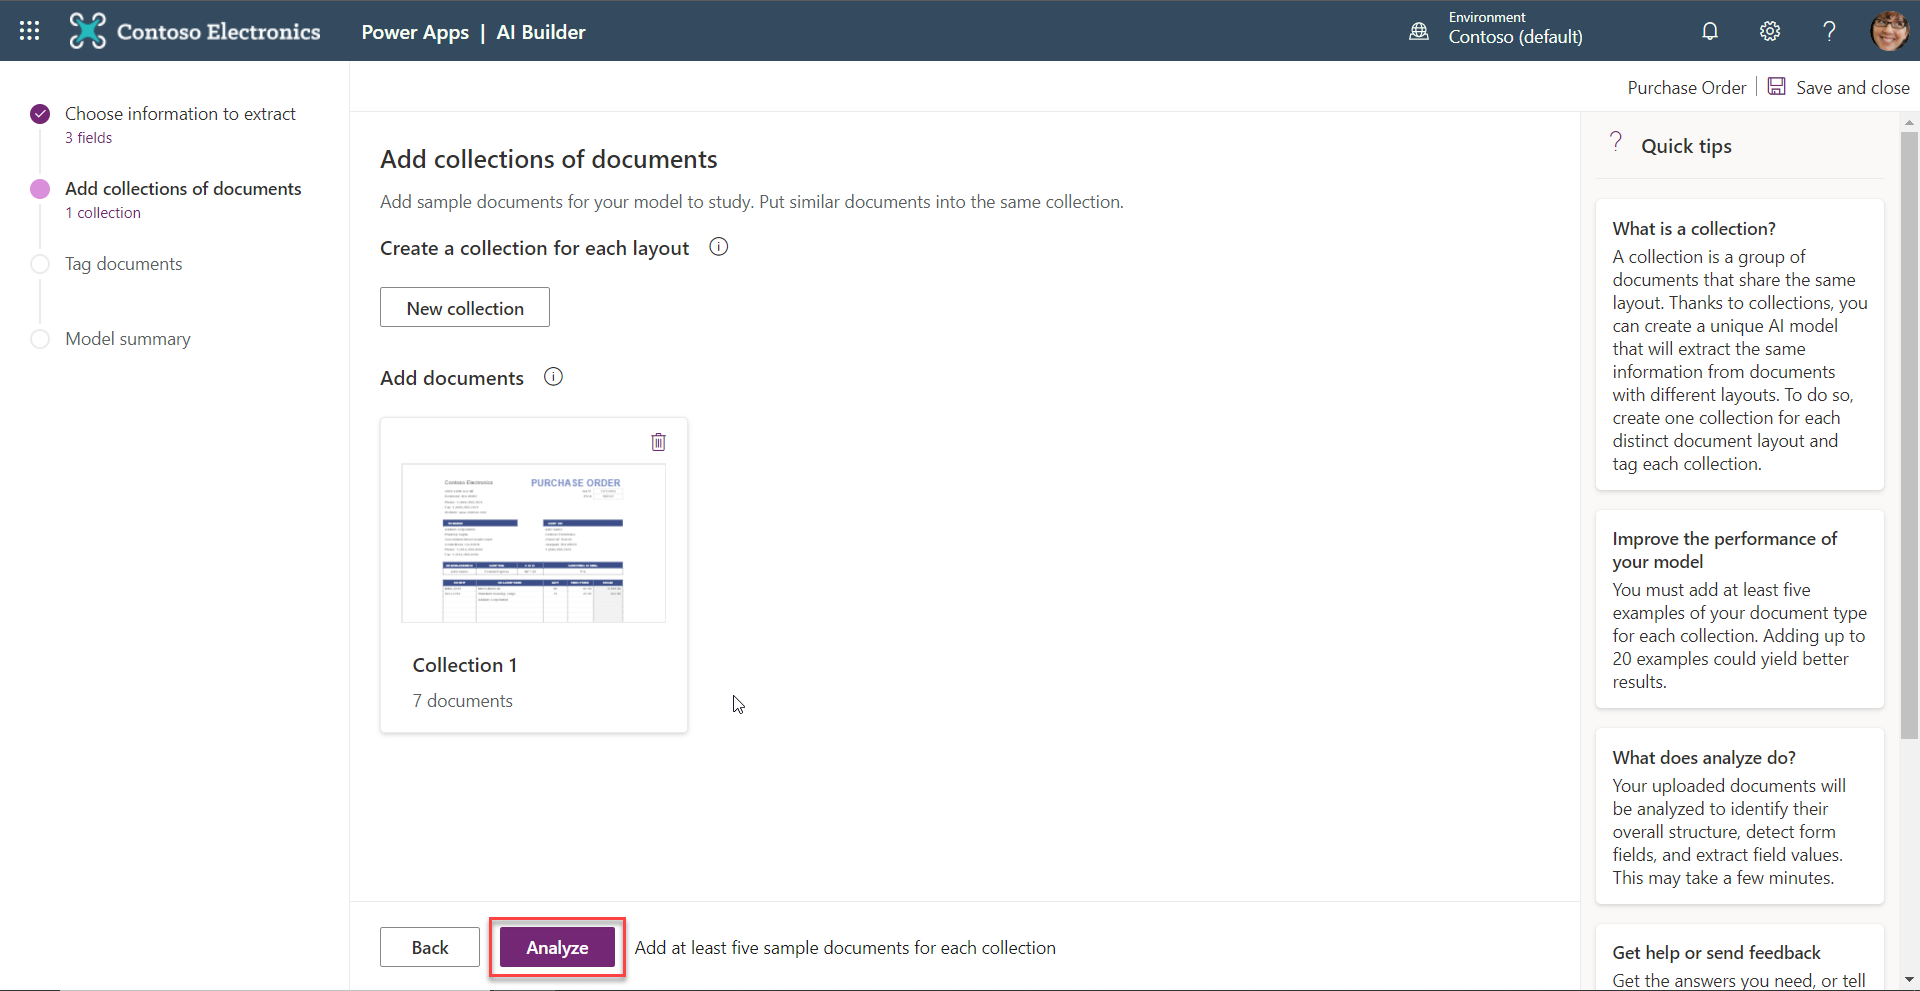 Contoso Electronics
Power Apps | AI Builder
Environment
Contoso (default)
?
Purchase Order
Save and close
Choose information to extract
3 fields
Add collections of documents
1 collection
Tag documents
Model summary
Add collections of documents
Add sample documents for your model to study. Put similar documents into the same collection.
Create a collection for each layout
New collection
Add documents
Contoso Electronics
PURCHASE ORDER
Collection 1
7 documents
Back
Analyze
Add at least five sample documents for each collection
? Quick tips
What is a collection?
A collection is a group of
documents that share the same
layout. Thanks to collections, you
can create a unique AI model
that will extract the same
information from documents
with different layouts. To do so,
create one collection for each
distinct document layout and
tag each collection.
Improve the performance of
your model
You must add at least five
examples of your document type
for each collection. Adding up to
20 examples could yield better
results.
What does analyze do?
Your uploaded documents will
be analyzed to identify their
overall structure, detect form
fields, and extract field values.
This may take a few minutes.
Get help or send feedback
Get the answers you need, or tell